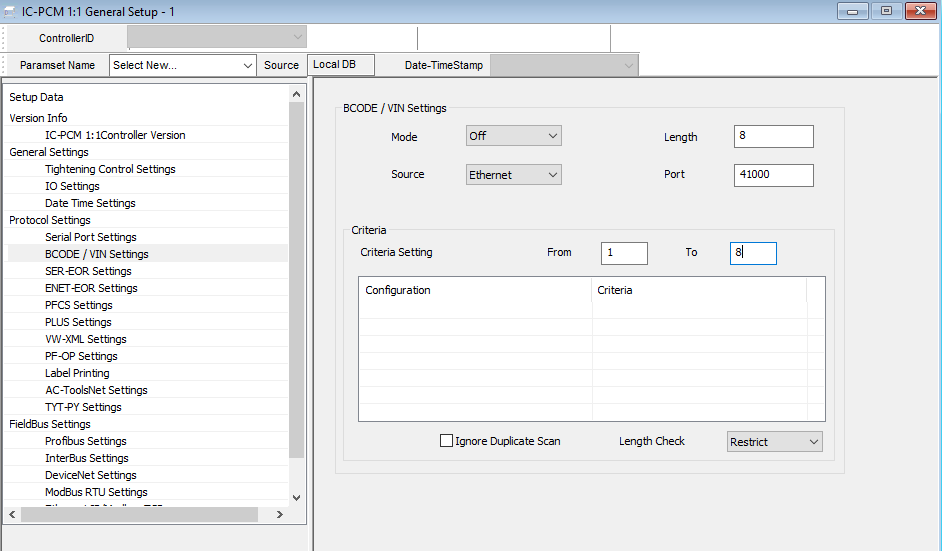 IC-PCM 1:1 General Setup - 1
ControllerID
Paramset Name Select New... Source Local DB Date-TimeStamp
Setup Data
Version Info
IC-PCM 1:1Controller Version
General Settings
Tightening Control Settings
IO Settings
Date Time Settings
Protocol Settings
Serial Port Settings
BCODE / VIN Settings
SER-EOR Settings
ENET-EOR Settings
PFCS Settings
PLUS Settings
VW-XML Settings
PF-OP Settings
Label Printing
AC-ToolsNet Settings
TYT-PY Settings
FieldBus Settings
Profibus Settings
InterBus Settings
DeviceNet Settings
ModBus RTU Settings
BCODE / VIN Settings
Mode Off Length 8
Source Ethernet Port 41000
Criteria
Criteria Setting From 1 To 8
Configuration Criteria
Ignore Duplicate Scan Length Check Restrict